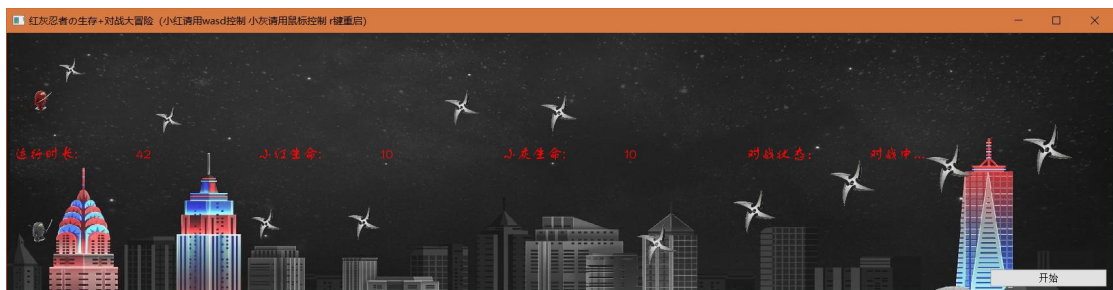 红灰忍者の生存+对战大冒险 (小红请用wasd控制 小灰请用鼠标控制 r键重启)
运行时长: 42 小红生命: 10 小灰生命: 10 对战状态: 对战中...
开始